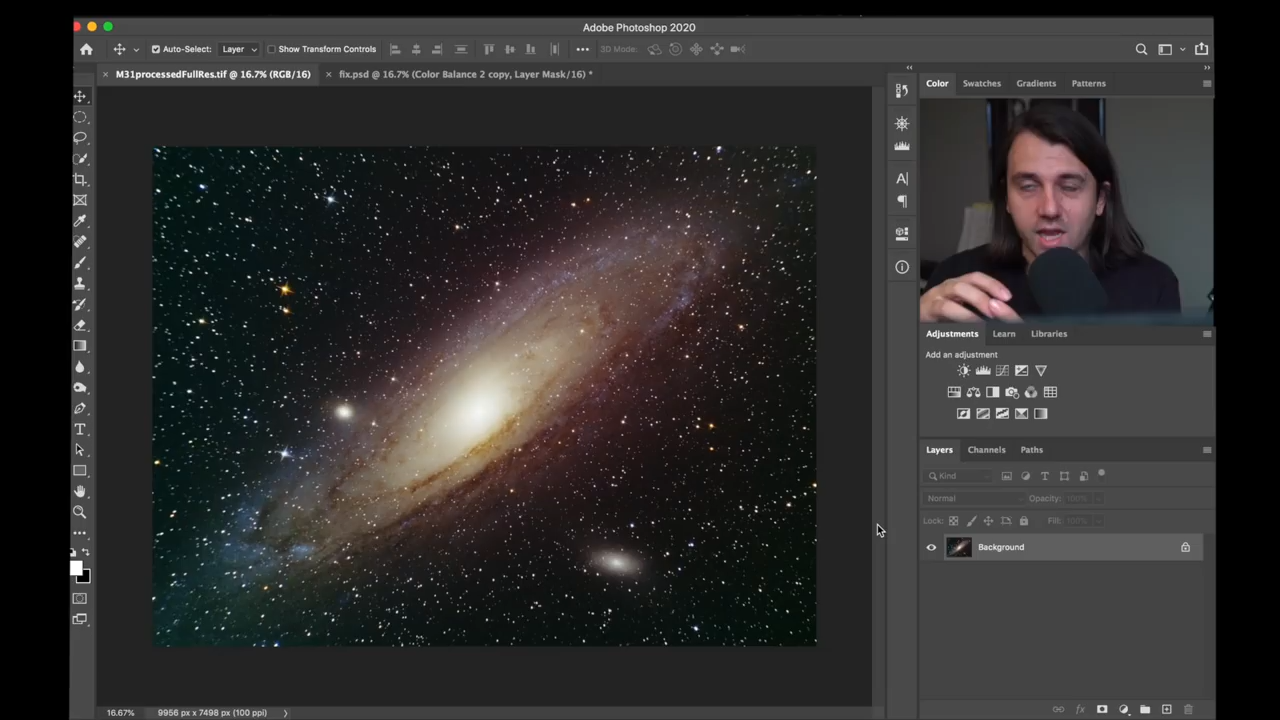 Adobe Photoshop 2020
Auto-Select: Layer Show Transform Controls 3D Mode:
M31processedFullRes.tif @ 16.7% (RGB/16) fix.psd @ 16.7% (Color Balance 2 copy, Layer Mask/16) *
Color Swatches Gradients Patterns
Adjustments Learn Libraries
Add an adjustment
Layers Channels Paths
Kind
Normal Opacity: 100%
Lock: Fill: 100%
Background
16.67% 9956 px x 7498 px (100 ppi)